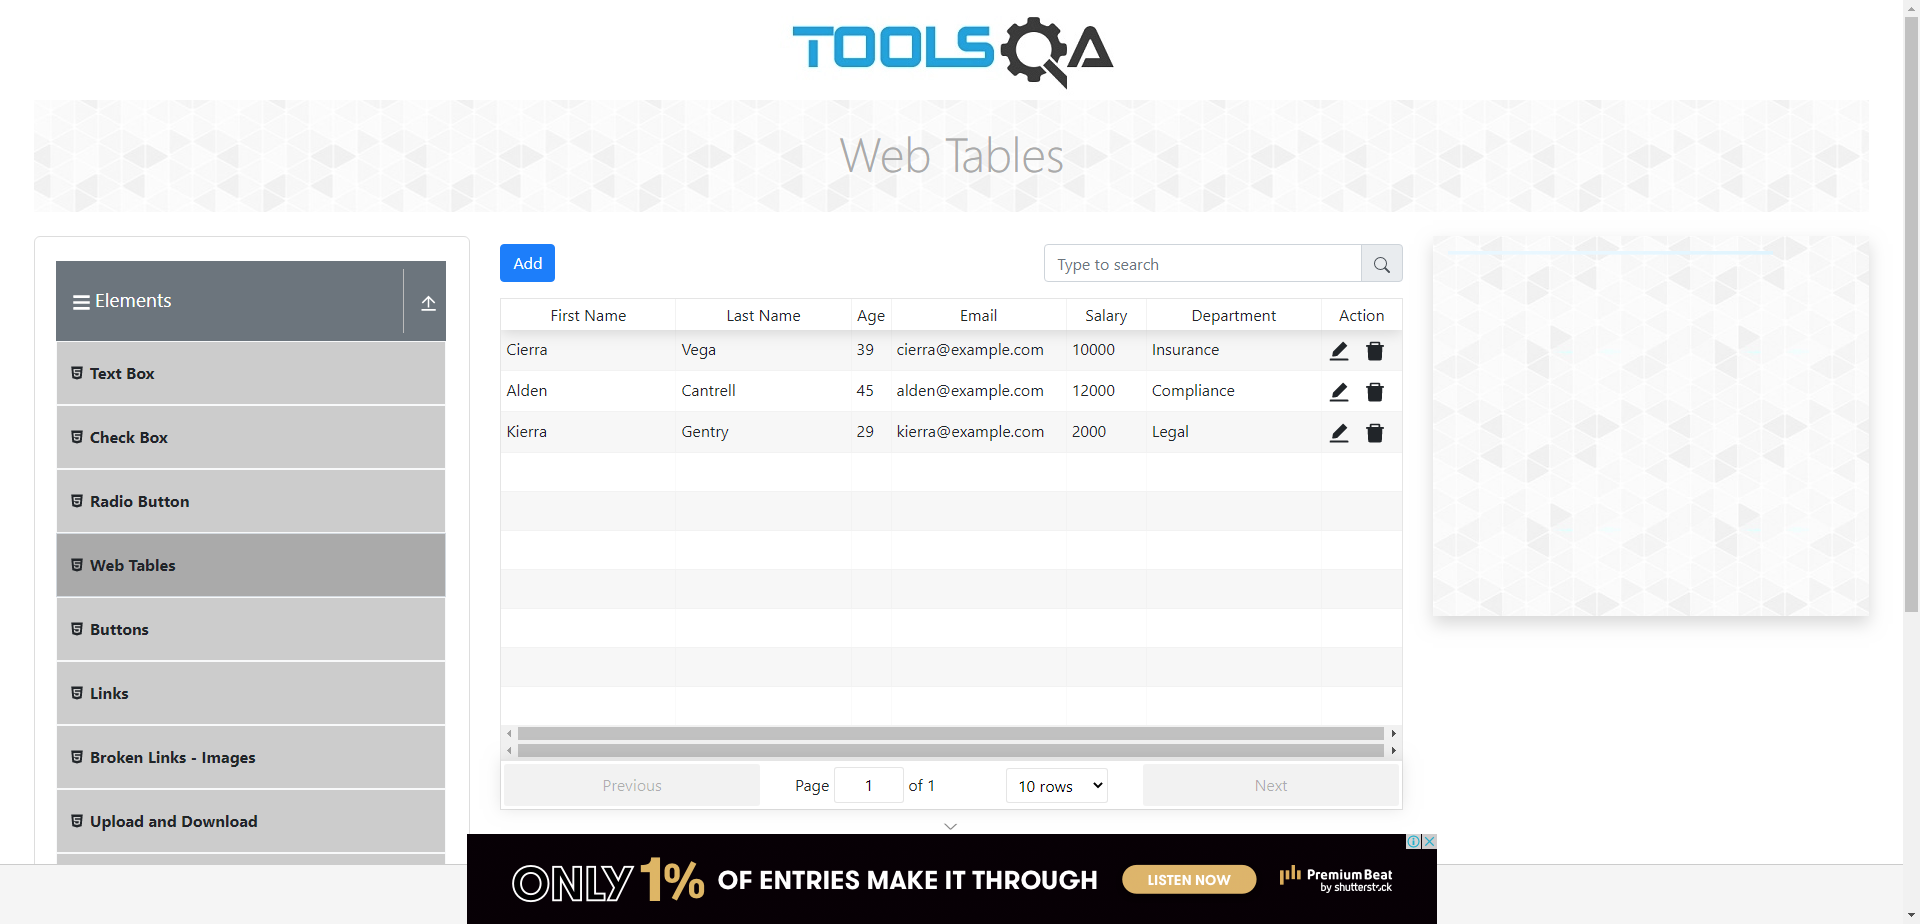 TOOLSQA
Web Tables
Elements
Text Box
Check Box
Radio Button
Web Tables
Buttons
Links
Broken Links - Images
Upload and Download
Add
Type to search
First Name Last Name Age Email Salary Department Action
Cierra Vega 39 cierra@example.com 10000 Insurance
Alden Cantrell 45 alden@example.com 12000 Compliance
Kierra Gentry 29 kierra@example.com 2000 Legal
Previous Page 1 of 1 10 rows Next
ONLY 1% OF ENTRIES MAKE IT THROUGH LISTEN NOW PremiumBeat
by shutterstock